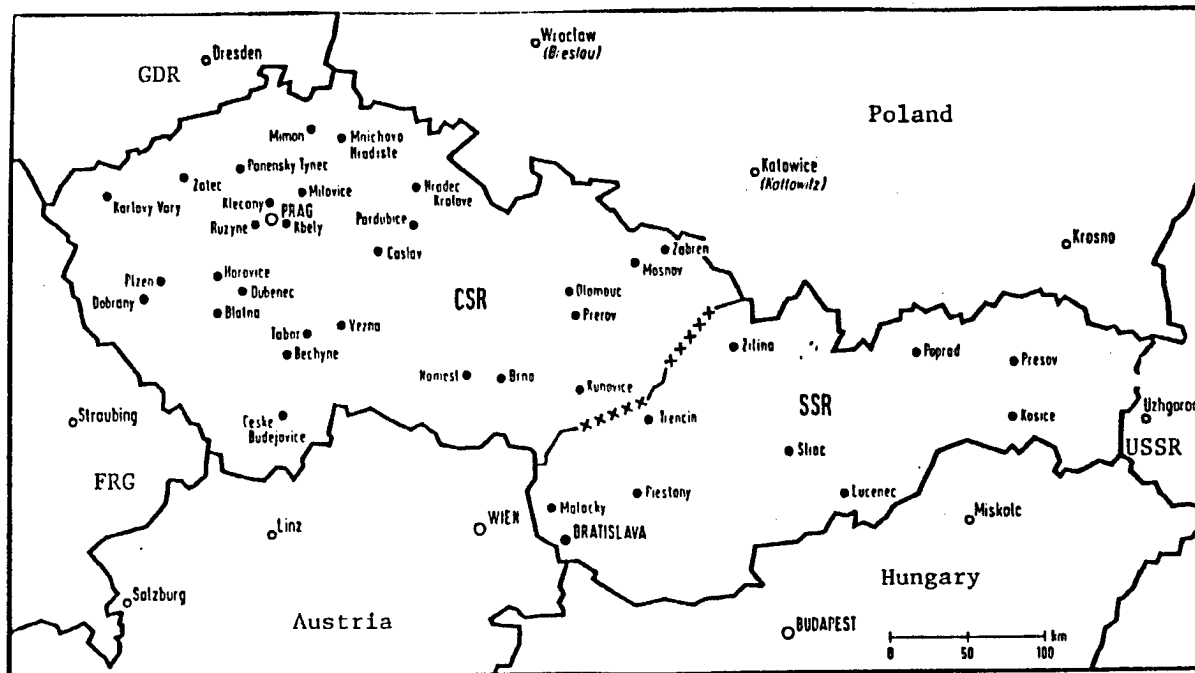 Dresden
GDR
Wroclaw
(Breslau)
Poland
Mimon
Mnichovo
Hradiste
Katowice
(Kattowitz)
Panensky Tynec
Zatec
Milovice
Hradec
Kralove
Karlovy Vary
Klecany
PRAG
Ruzyne
Kbely
Pardubice
Caslav
Zabreh
Mosnov
Krosno
Plzen
Horovice
Dobrany
Dubenec
Blatna
CSR
Olomouc
Prerov
Tabor
Vezna
Bechyne
Zilina
Poprad
Presov
Namest
Brno
Kunovice
SSR
Trencin
Kosice
Uzhgorod
USSR
Straubing
Ceske
Budejovice
Sliac
FRG
Malacky
Piestany
Lucenec
Miskolc
Linz
WIEN
BRATISLAVA
Hungary
Salzburg
Austria
BUDAPEST
km
0 50 100